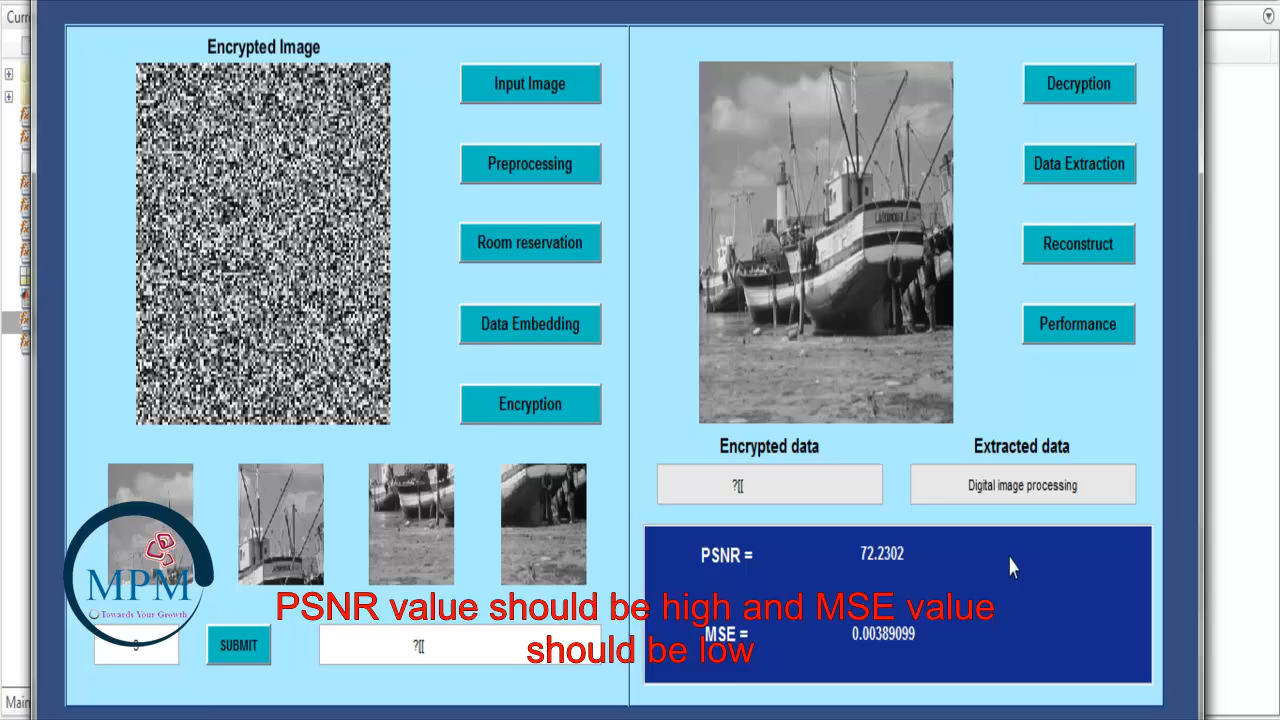 Curr
Encrypted Image
Input Image
Preprocessing
Room reservation
Data Embedding
Encryption
Decryption
Data Extraction
Reconstruct
Performance
Encrypted data
Extracted data
?[[
Digital image processing
PSNR =
72.2302
MSE =
0.00389099
MPM
Towards Your Growth
SUBMIT
?[[
PSNR value should be high and MSE value
should be low
Main